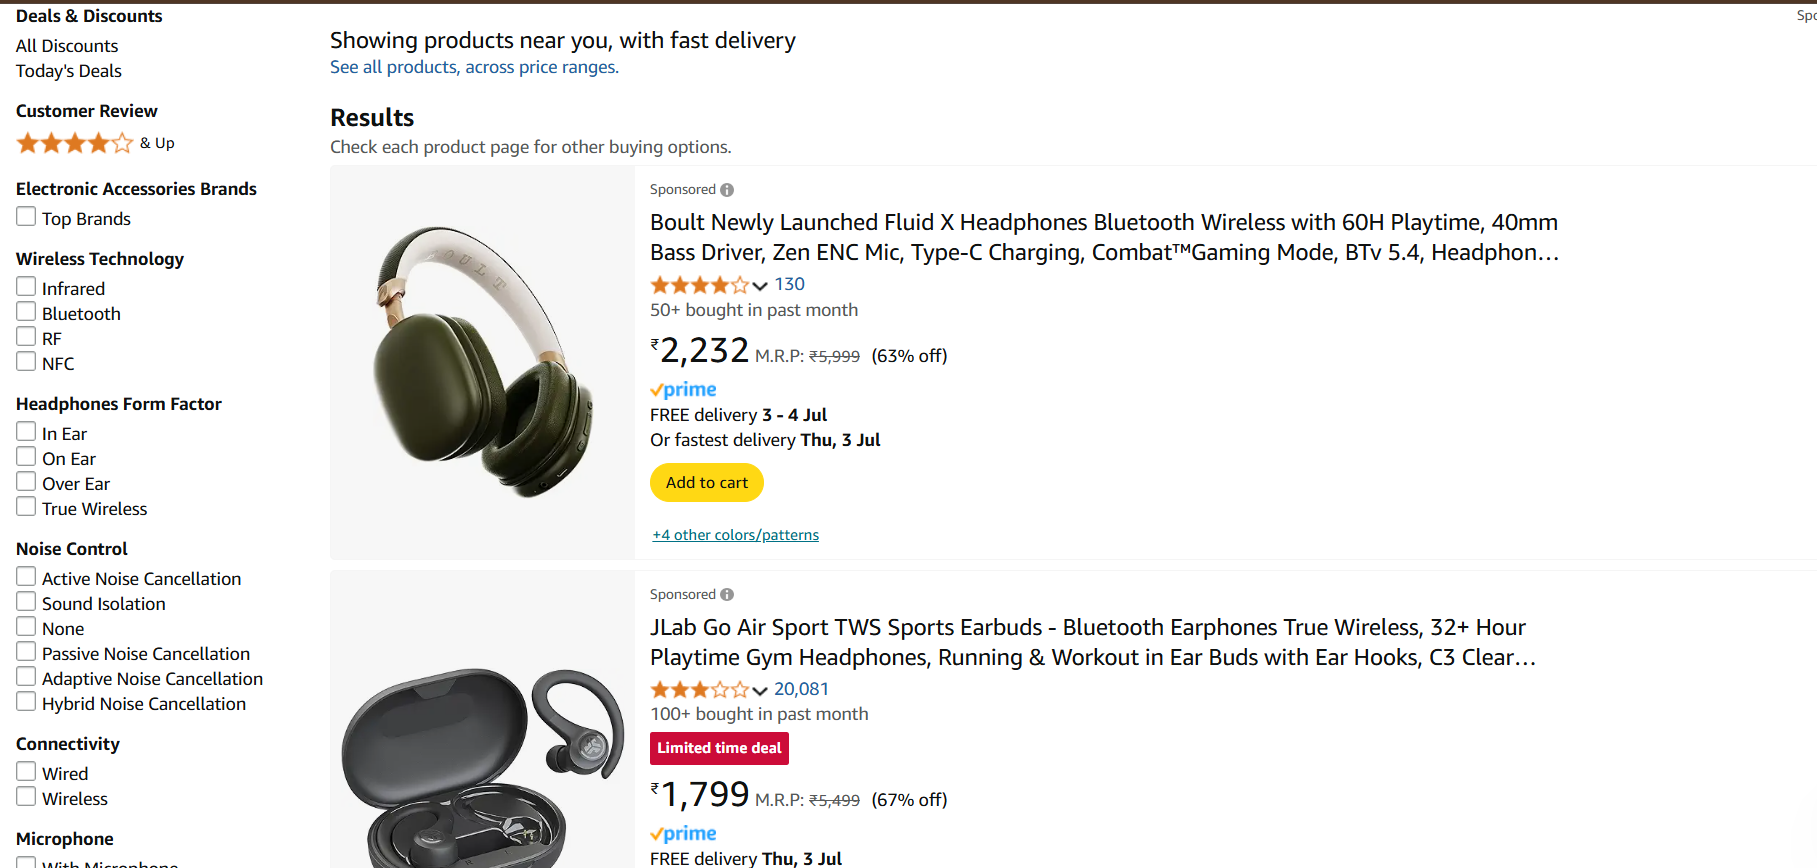 Deals & Discounts
All Discounts
Today's Deals
Customer Review
& Up
Electronic Accessories Brands
Top Brands
Wireless Technology
Infrared
Bluetooth
RF
NFC
Headphones Form Factor
In Ear
On Ear
Over Ear
True Wireless
Noise Control
Active Noise Cancellation
Sound Isolation
None
Passive Noise Cancellation
Adaptive Noise Cancellation
Hybrid Noise Cancellation
Connectivity
Wired
Wireless
Microphone
With Microphone
Showing products near you, with fast delivery
See all products, across price ranges.
Results
Check each product page for other buying options.
BOULT
Sponsored
Boult Newly Launched Fluid X Headphones Bluetooth Wireless with 60H Playtime, 40mm
Bass Driver, Zen ENC Mic, Type-C Charging, Combat™Gaming Mode, BTv 5.4, Headphon…
130
50+ bought in past month
₹2,232 M.R.P: ₹5,999 (63% off)
prime
FREE delivery 3 - 4 Jul
Or fastest delivery Thu, 3 Jul
Add to cart
+4 other colors/patterns
Sponsored
JLab Go Air Sport TWS Sports Earbuds - Bluetooth Earphones True Wireless, 32+ Hour
Playtime Gym Headphones, Running & Workout in Ear Buds with Ear Hooks, C3 Clear…
20,081
100+ bought in past month
Limited time deal
₹1,799 M.R.P: ₹5,499 (67% off)
prime
FREE delivery Thu, 3 Jul